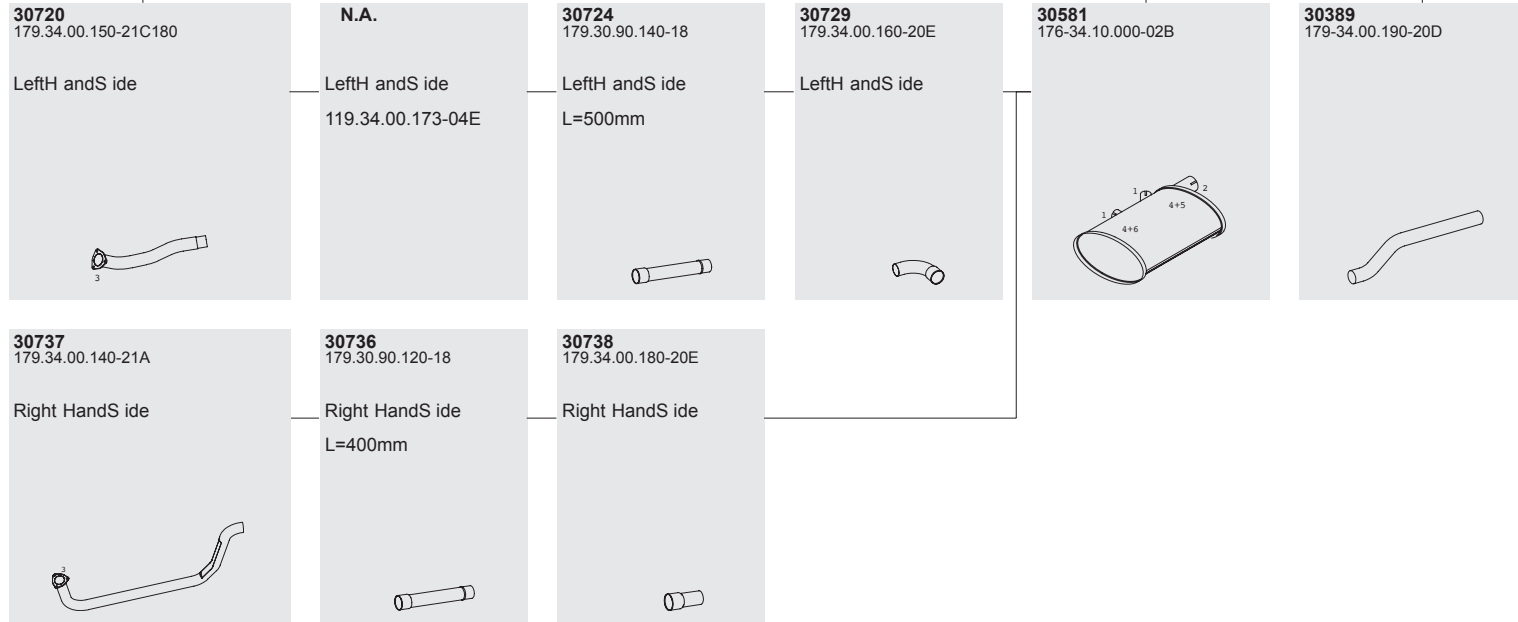 30720
179.34.00.150-21C180
LeftH andS ide
3
N.A.
LeftH andS ide
119.34.00.173-04E
30724
179.30.90.140-18
LeftH andS ide
L=500mm
30729
179.34.00.160-20E
LeftH andS ide
30581
176-34.10.000-02B
1
2
1
4+5
4+6
30389
179-34.00.190-20D
30737
179.34.00.140-21A
Right HandS ide
3
30736
179.30.90.120-18
Right HandS ide
L=400mm
30738
179.34.00.180-20E
Right HandS ide